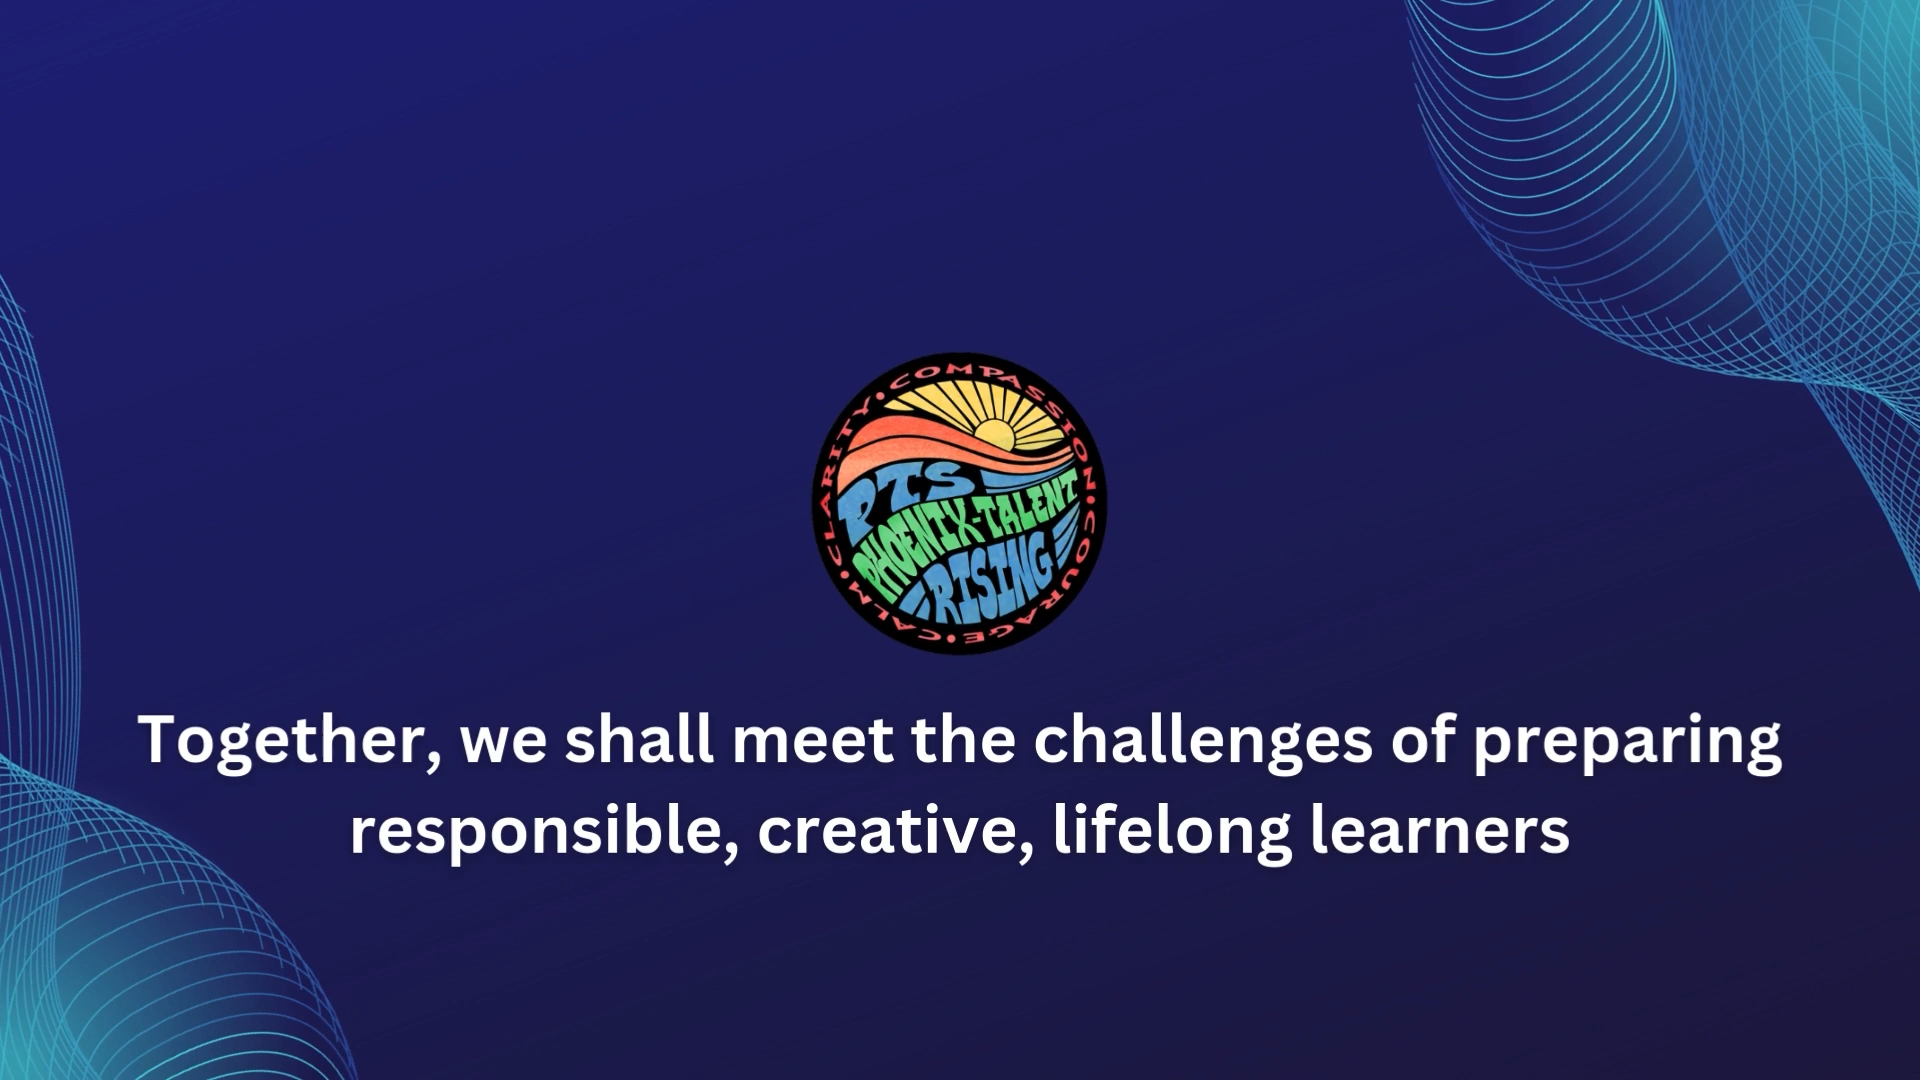 CLARITY • COMPASSION • COURAGE • CALM •
PTS
PHOENIX-TALENT
RISING
Together, we shall meet the challenges of preparing
responsible, creative, lifelong learners